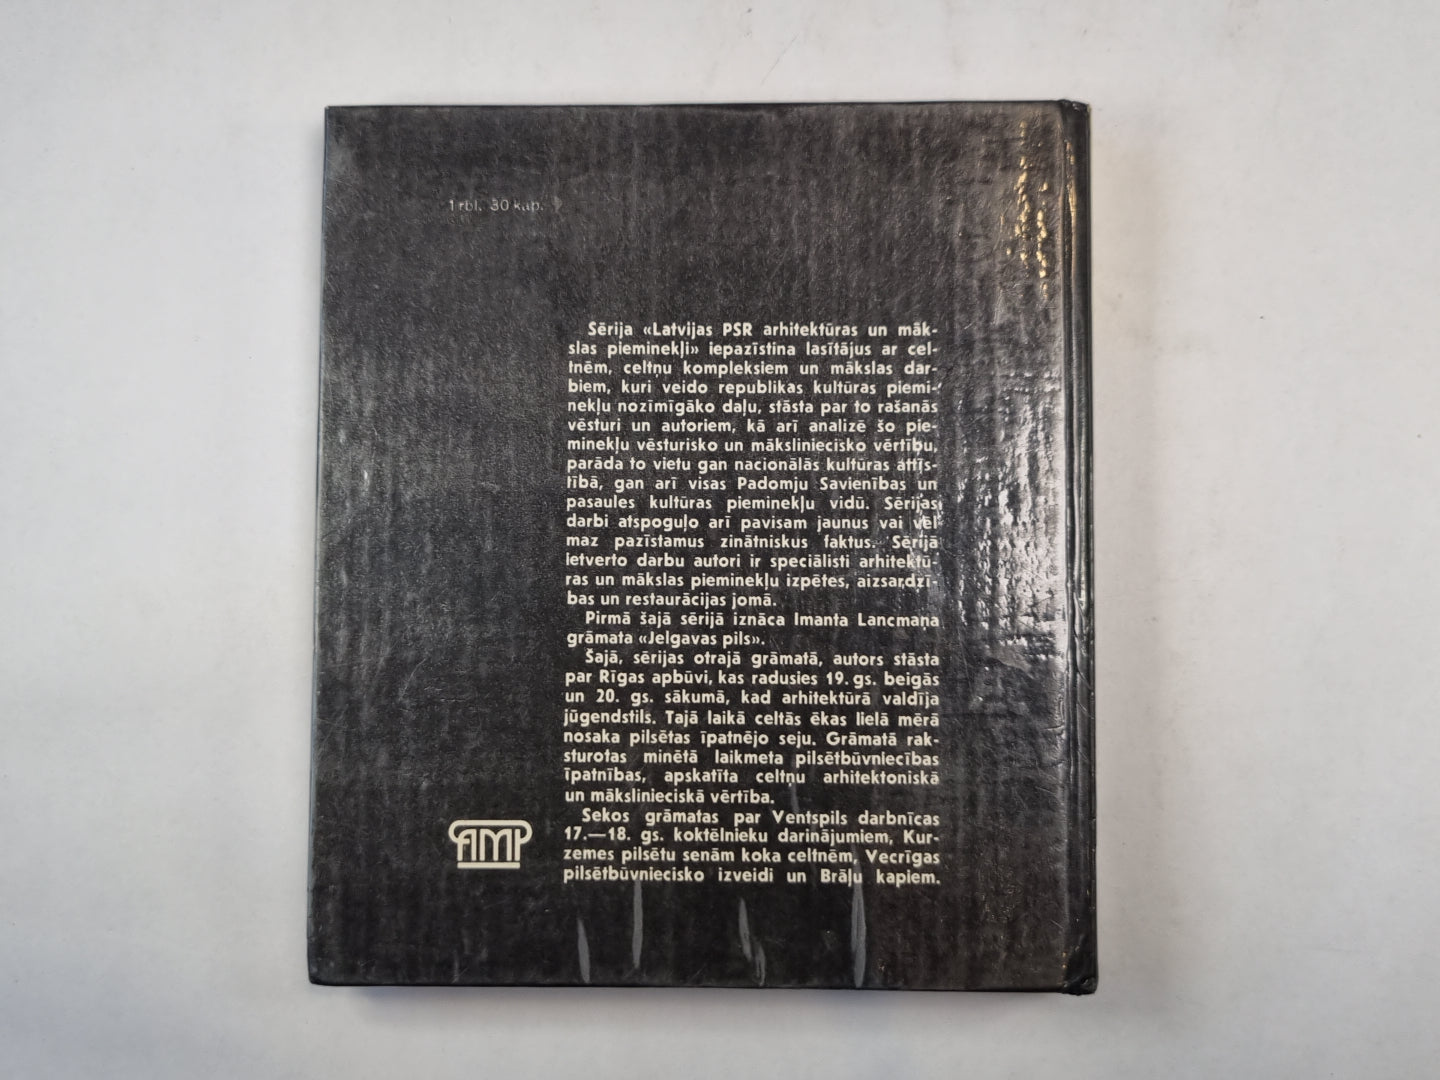 1 rbl. 30 kap.
Sērija «Latvijas PSR arhitektūras un māk-
slas pieminekļi» iepazīstina lasītājus ar cel-
tnēm, celtņu kompleksiem un mākslas dar-
biem, kuri veido republikas kultūras piemi-
nekļu nozīmīgāko daļu, stāsta par to rašanās
vēsturi un autoriem, kā arī analizē šo pie-
minekļu vēsturisko un māksliniecisko vērtību,
parāda to vietu gan nacionālās kultūras attīs-
tībā, gan arī visas Padomju Savienības un
pasaules kultūras pieminekļu vidū. Sērijas
darbi atspoguļo arī pavisam jaunus vai vēl
maz pazīstamus zinātniskus faktus. Sērijā
ietverto darbu autori ir speciālisti arhitektū-
ras un mākslas pieminekļu izpētes, aizsardzī-
bas un restaurācijas jomā.
Pirmā šajā sērijā iznāca Imanta Lancmaņa
grāmata «Jelgavas pils».
Šajā, sērijas otrajā grāmatā, autors stāsta
par Rīgas apbūvi, kas radusies 19. gs. beigās
un 20. gs. sākumā, kad arhitektūrā valdīja
jūgendstils. Tajā laikā celtās ēkas lielā mērā
nosaka pilsētas īpatnējo seju. Grāmatā rak-
sturotas minētā laikmeta pilsētbūvniecības
īpatnības, apskatīta celtņu arhitektoniskā
un mākslinieciskā vērtība.
Sekos grāmatas par Ventspils darbnīcas
17.—18. gs. koktēlnieku darinājumiem, Kur-
zemes pilsētu senām koka celtnēm, Vecrīgas
pilsētbūvniecisko izveidi un Brāļu kapiem.
AMP